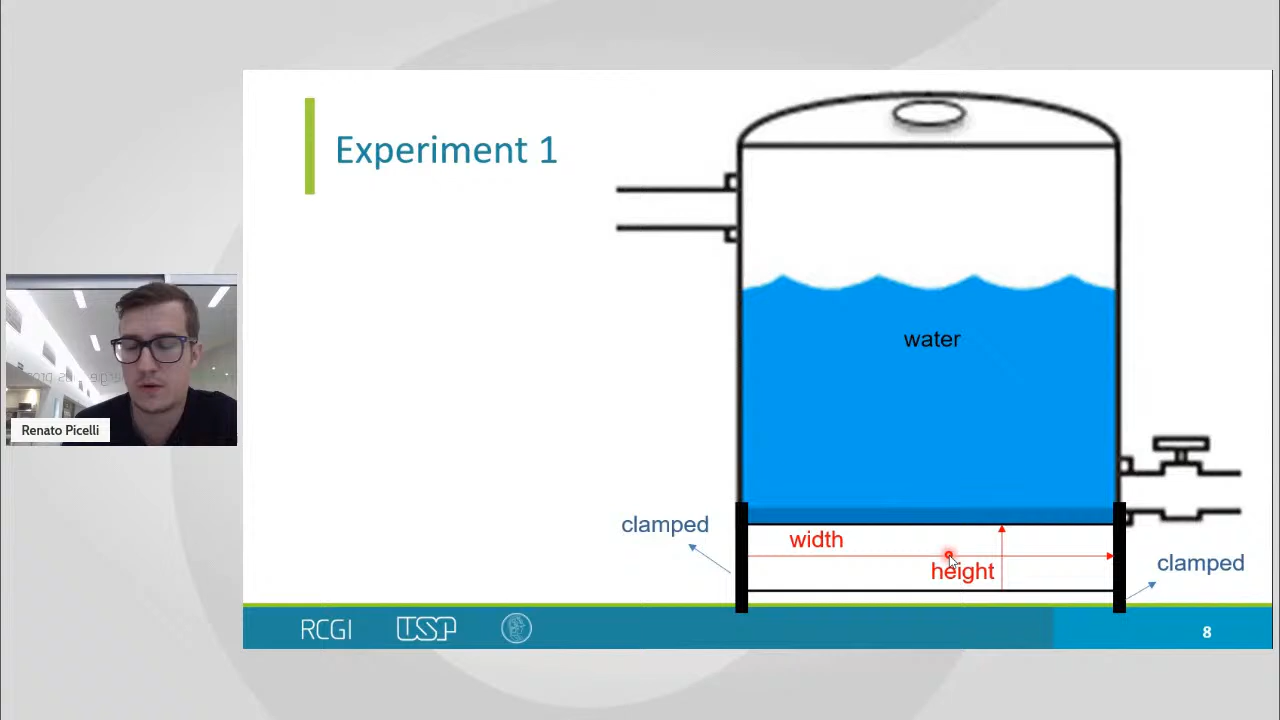 Experiment 1
water
clamped
width
height
clamped
Renato Picelli
RCGI
USP
8